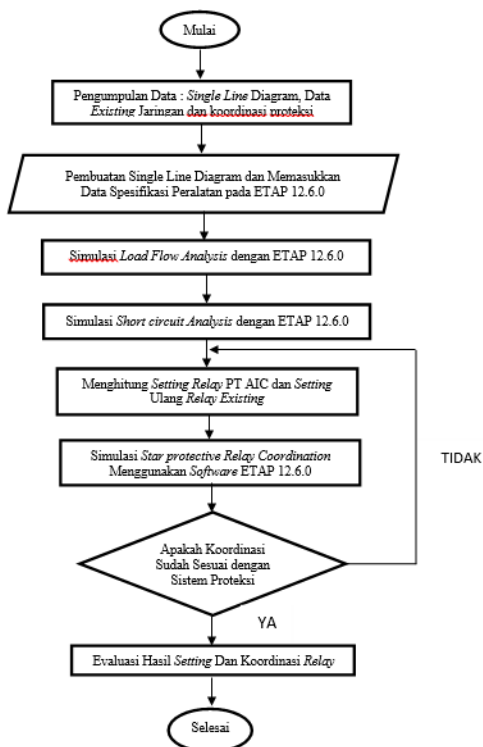 Mulai
Pengumpulan Data : Single Line Diagram, Data
Existing Jaringan dan koordinasi proteksi
Pembuatan Single Line Diagram dan Memasukkan
Data Spesifikasi Peralatan pada ETAP 12.6.0
Simulasi Load Flow Analysis dengan ETAP 12.6.0
Simulasi Short circuit Analysis dengan ETAP 12.6.0
Menghitung Setting Relay PT AIC dan Setting
Ulang Relay Existing
Simulasi Star protective Relay Coordination
Menggunakan Software ETAP 12.6.0
TIDAK
Apakah Koordinasi
Sudah Sesuai dengan
Sistem Proteksi
YA
Evaluasi Hasil Setting Dan Koordinasi Relay
Selesai